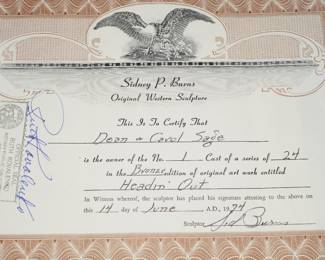 Sidney P. Burns
Original Western Sculpture
This Is To Certify That
Dean & Carol Sage
is the owner of the No. 1 Cast of a series of 24
in the Bronze edition of original art work entitled
Headin' Out
In Witness whereof, the sculptor has placed his signature attesting to the above on
this 14 day of June A.D., 1974
Sculptor Sid Burns